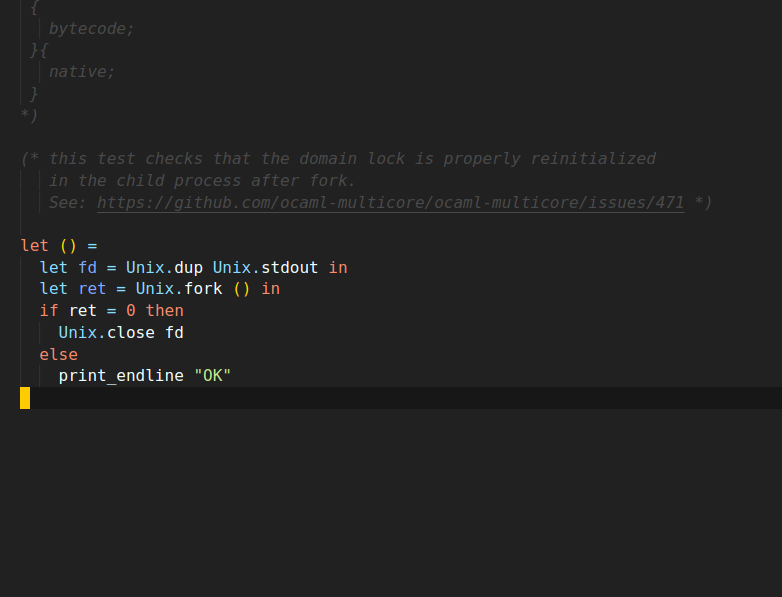 {
bytecode;
}{
native;
}
*)
(* this test checks that the domain lock is properly reinitialized
in the child process after fork.
See: https://github.com/ocaml-multicore/ocaml-multicore/issues/471 *)
let () =
let fd = Unix.dup Unix.stdout in
let ret = Unix.fork () in
if ret = 0 then
Unix.close fd
else
print_endline "OK"